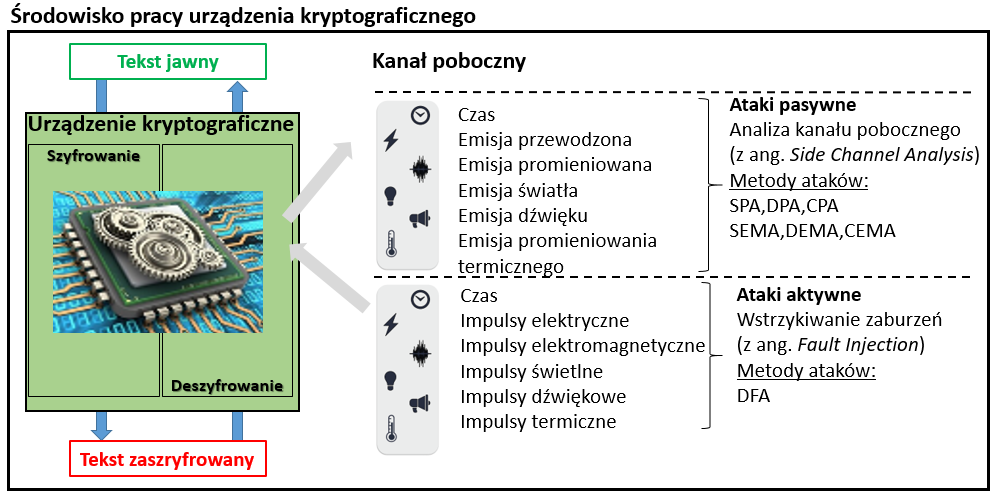 Środowisko pracy urządzenia kryptograficznego
Tekst jawny
Urządzenie kryptograficzne
Szyfrowanie
Deszyfrowanie
Tekst zaszryfrowany
Kanał poboczny
Czas
Emisja przewodzona
Emisja promieniowana
Emisja światła
Emisja dźwięku
Emisja promieniowania
termicznego
Ataki pasywne
Analiza kanału pobocznego
(z ang. Side Channel Analysis)
Metody ataków:
SPA,DPA,CPA
SEMA,DEMA,CEMA
Czas
Impulsy elektryczne
Impulsy elektromagnetyczne
Impulsy świetlne
Impulsy dźwiękowe
Impulsy termiczne
Ataki aktywne
Wstrzykiwanie zaburzeń
(z ang. Fault Injection)
Metody ataków:
DFA